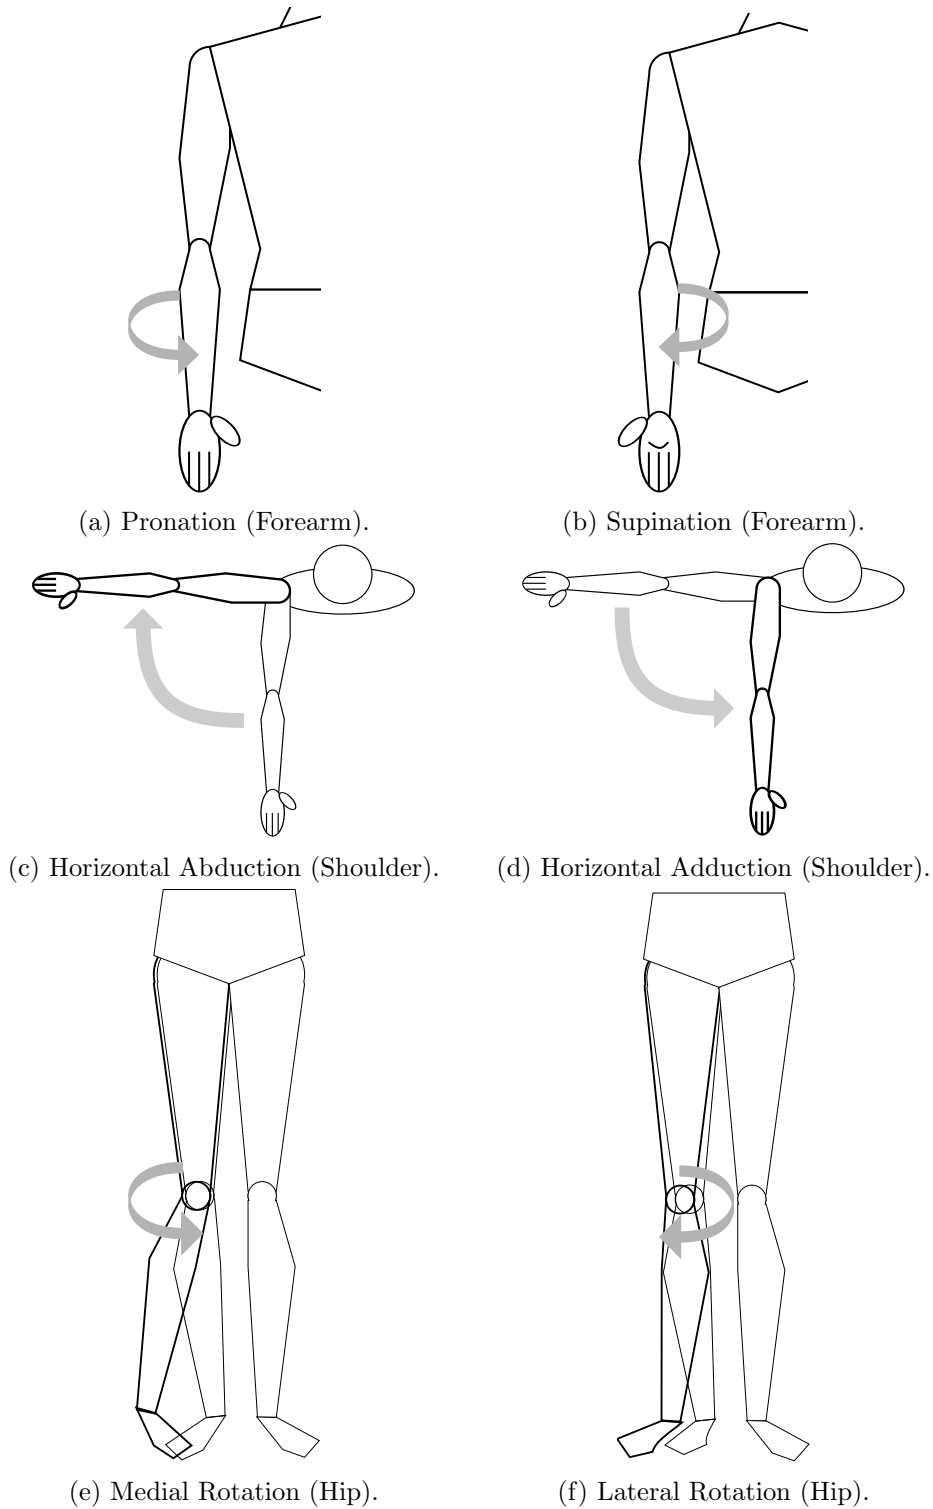 (a) Pronation (Forearm).
(b) Supination (Forearm).
(c) Horizontal Abduction (Shoulder).
(d) Horizontal Adduction (Shoulder).
(e) Medial Rotation (Hip).
(f) Lateral Rotation (Hip).